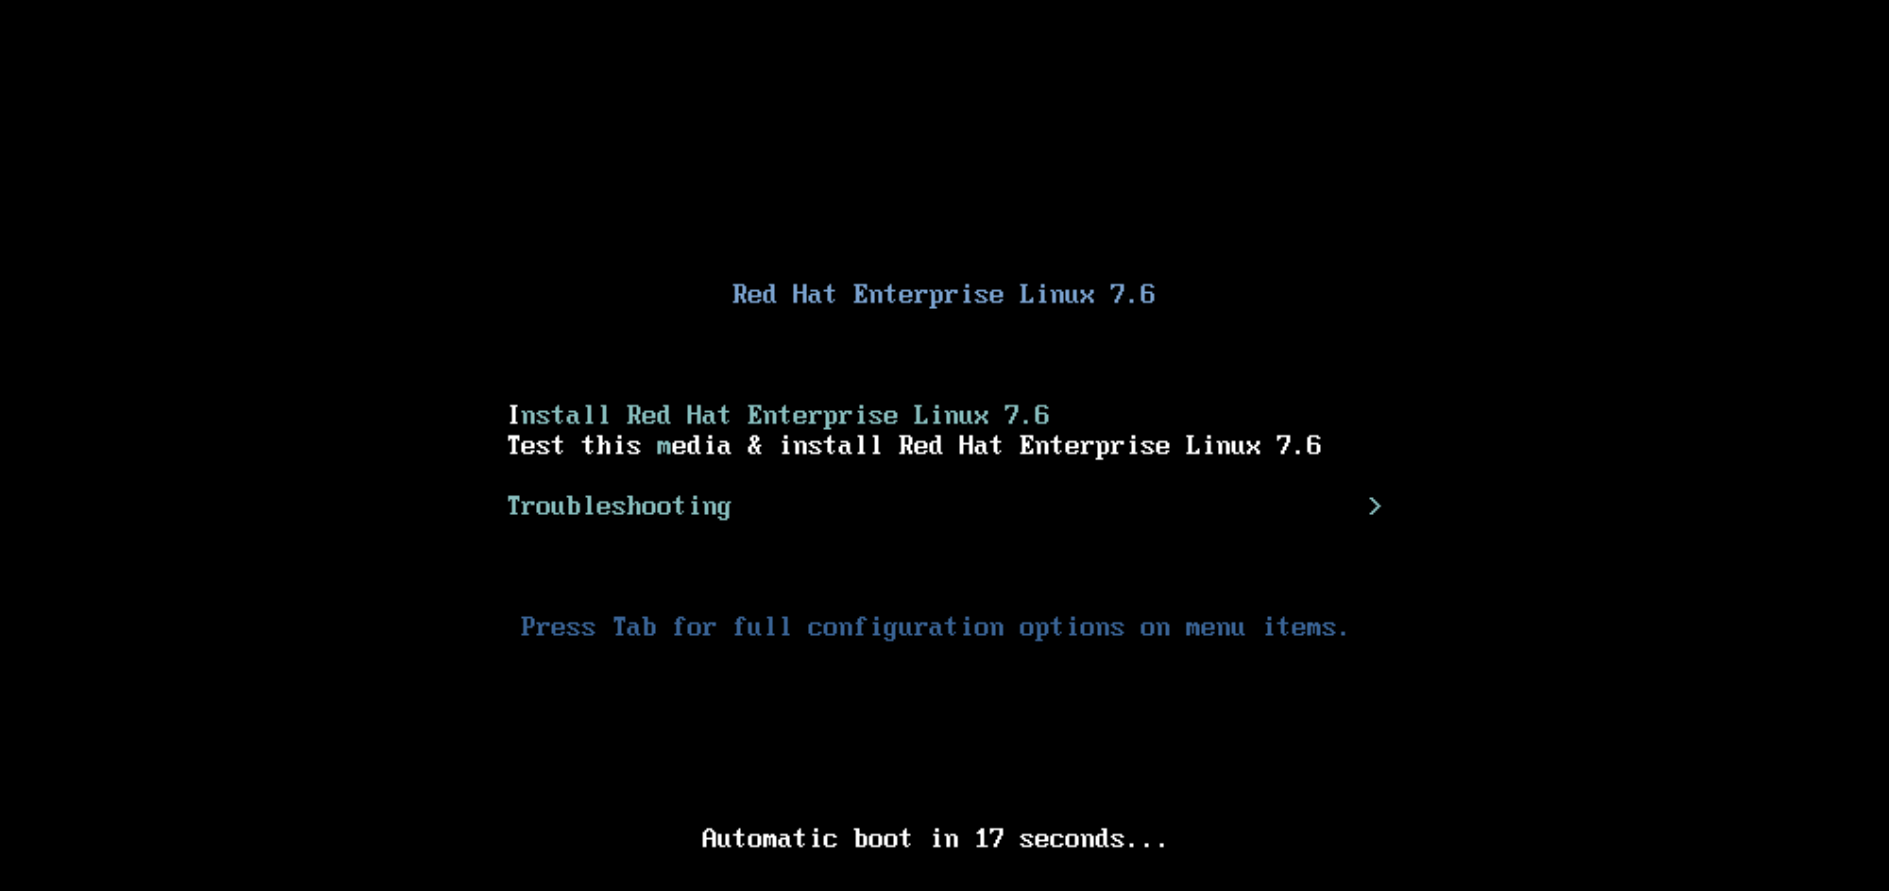 Red Hat Enterprise Linux 7.6
Install Red Hat Enterprise Linux 7.6
Test this media & install Red Hat Enterprise Linux 7.6
Troubleshooting >
Press Tab for full configuration options on menu items.
Automatic boot in 17 seconds...